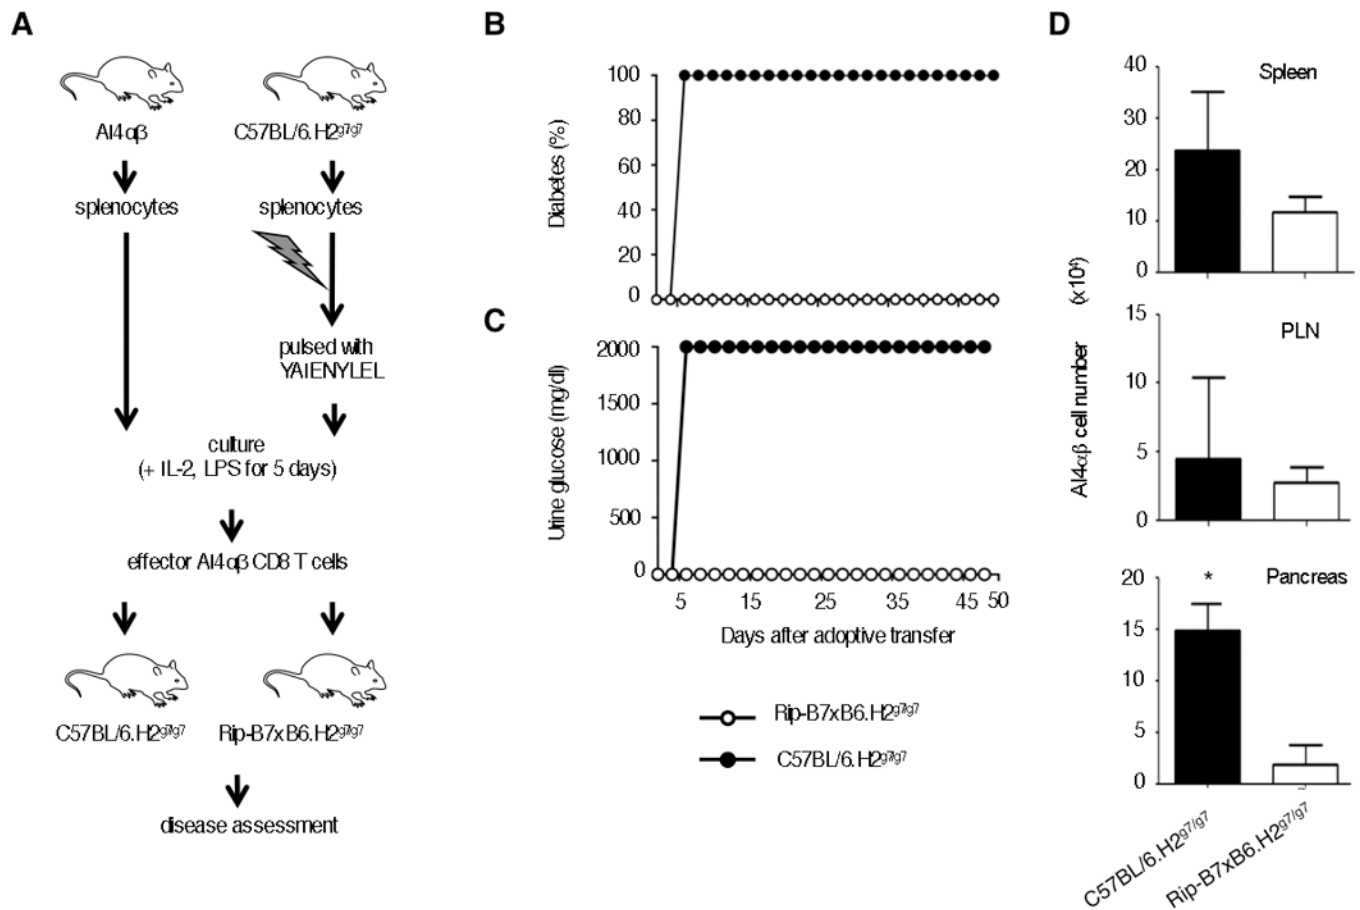 A
AI4αβ
C57BL/6.H2g7/g7
splenocytes
splenocytes
pulsed with
YAIENYLEL
culture
(+ IL-2, LPS for 5 days)
effector AI4αβ CD8 T cells
C57BL/6.H2g7/g7
Rip-B7xB6.H2g7/g7
disease assessment
B
Diabetes (%)
100
80
60
40
20
0
C
Urine glucose (mg/dl)
2000
1500
1000
500
0
5
15
25
35
45
50
Days after adoptive transfer
Rip-B7xB6.H2g7/g7
C57BL/6.H2g7/g7
D
AI4αβ cell number (x10⁴)
Spleen
40
30
20
10
0
PLN
15
10
5
0
Pancreas
*
20
15
10
5
0
C57BL/6.H2g7/g7
Rip-B7xB6.H2g7/g7